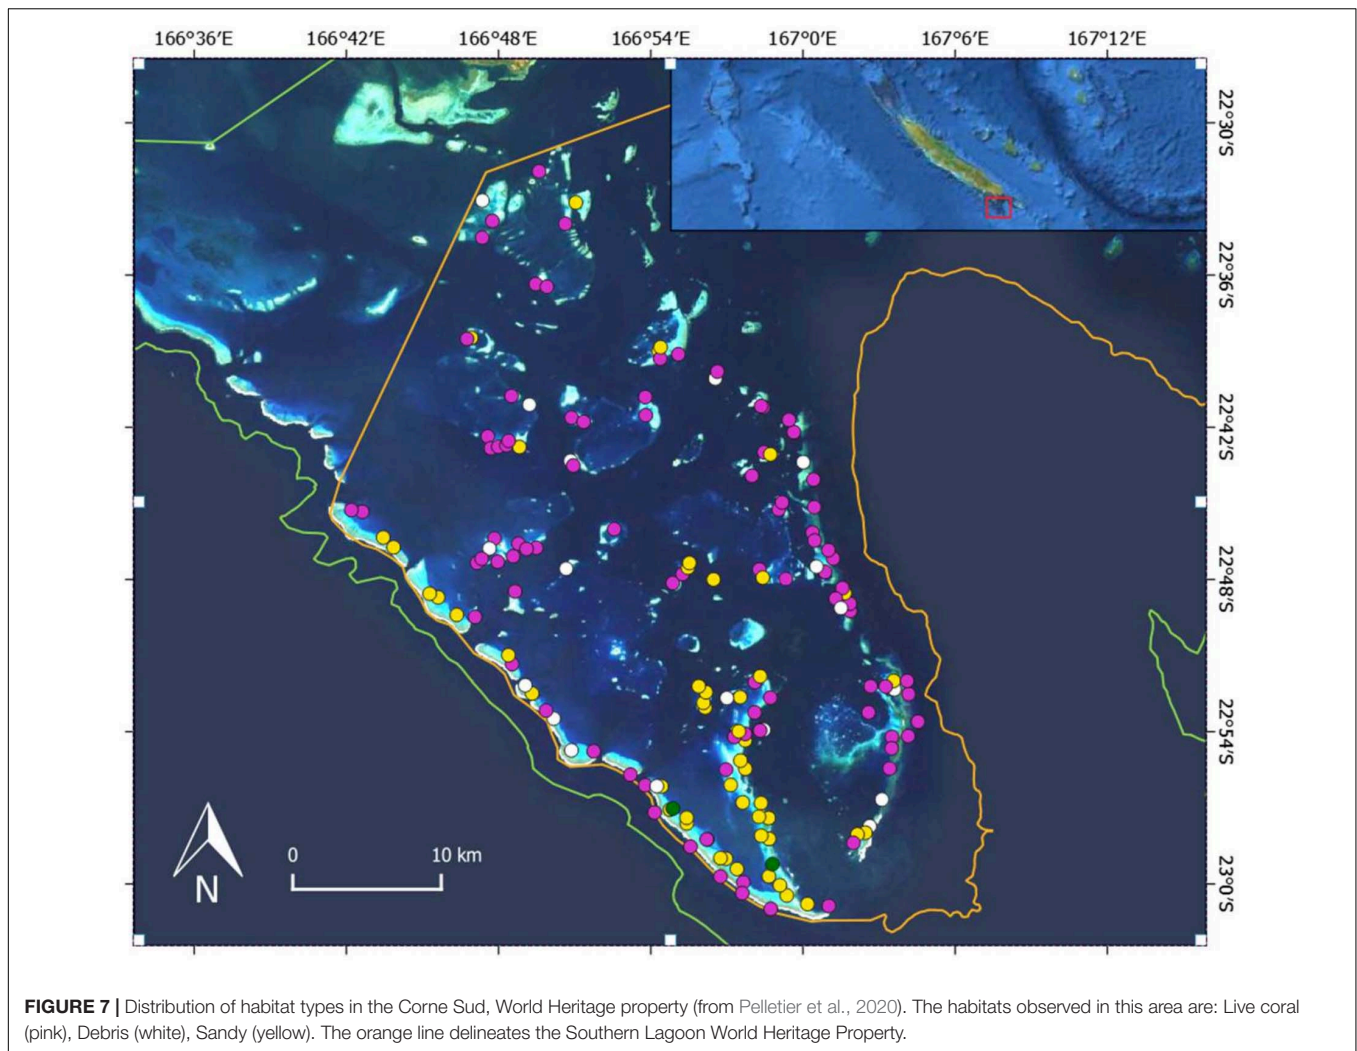 166°36'E 166°42'E 166°48'E 166°54'E 167°0'E 167°6'E 167°12'E
22°30'S
22°36'S
22°42'S
22°48'S
22°54'S
23°0'S
0 10 km
N
FIGURE 7 | Distribution of habitat types in the Corne Sud, World Heritage property (from Pelletier et al., 2020). The habitats observed in this area are: Live coral
(pink), Debris (white), Sandy (yellow). The orange line delineates the Southern Lagoon World Heritage Property.